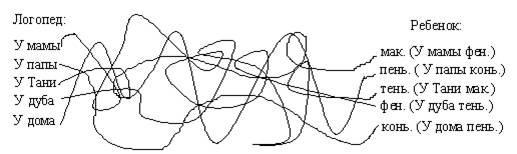 Логопед:
У мамы
У папы
У Тани
У дуба
У дома
Ребенок:
мак. (У мамы фен.)
пень. ( У папы конь.)
тень. (У Тани мак.)
фен. (У дуба тень.)
конь. (У дома пень.)